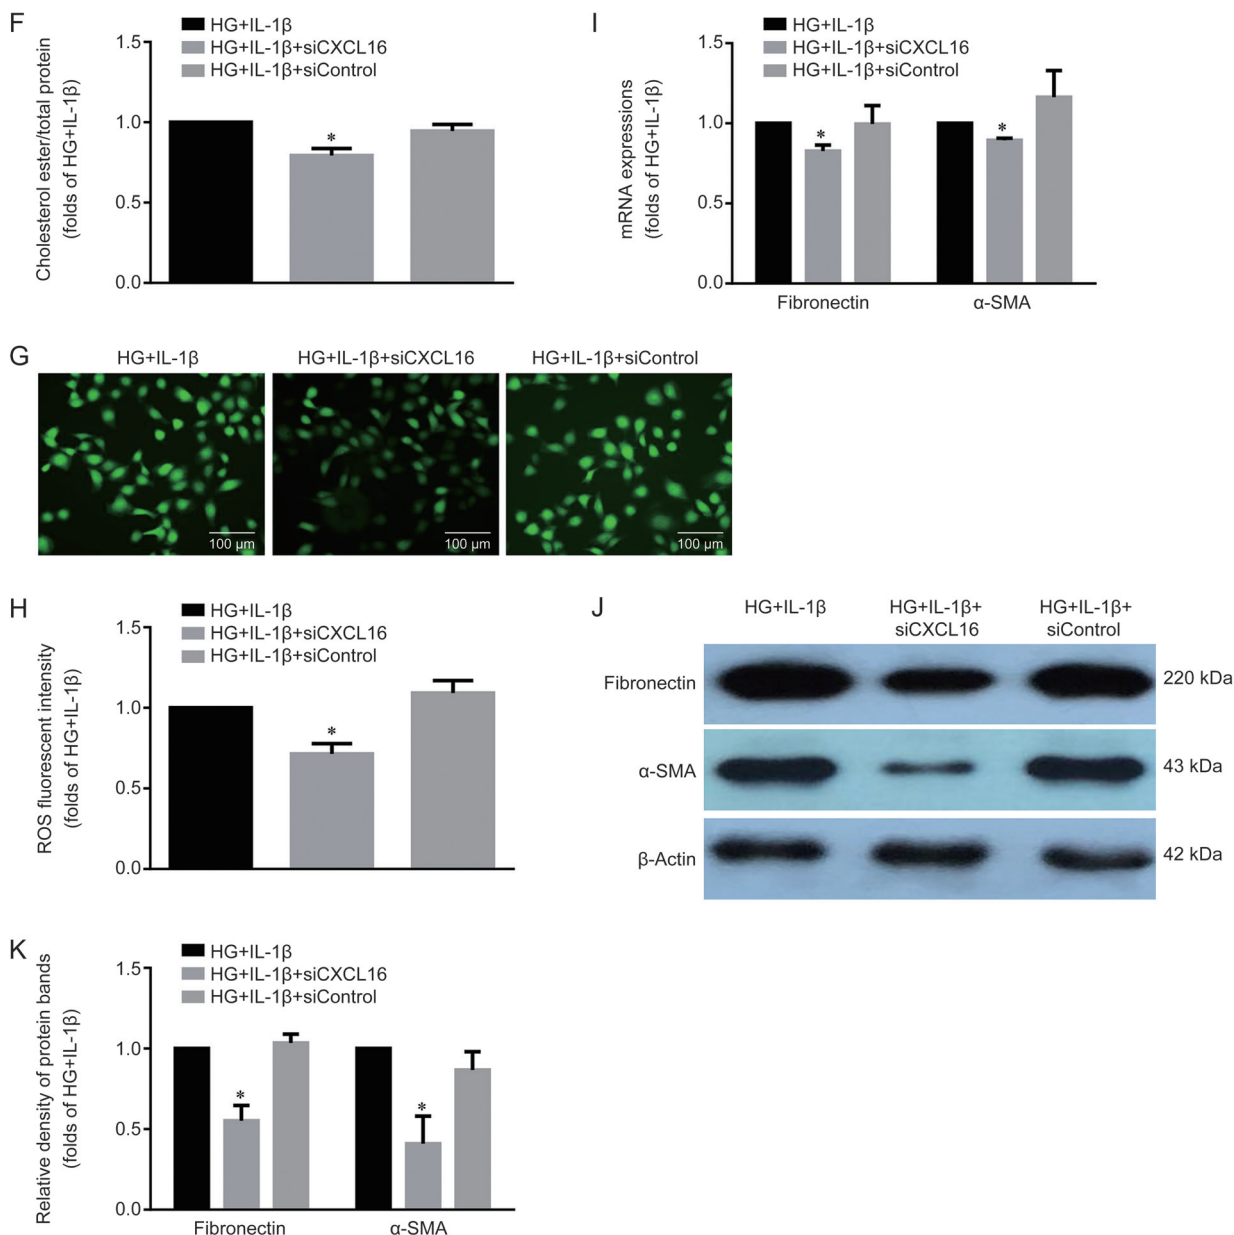 F
HG+IL-1β
HG+IL-1β+siCXCL16
HG+IL-1β+siControl
Cholesterol ester/total protein
(folds of HG+IL-1β)
1.5
1.0
0.5
0.0
*
I
HG+IL-1β
HG+IL-1β+siCXCL16
HG+IL-1β+siControl
mRNA expressions
(folds of HG+IL-1β)
1.5
1.0
0.5
0.0
*
*
Fibronectin
α-SMA
G
HG+IL-1β
HG+IL-1β+siCXCL16
HG+IL-1β+siControl
100 μm
100 μm
100 μm
H
HG+IL-1β
HG+IL-1β+siCXCL16
HG+IL-1β+siControl
ROS fluorescent intensity
(folds of HG+IL-1β)
1.5
1.0
0.5
0.0
*
J
HG+IL-1β
HG+IL-1β+
siCXCL16
HG+IL-1β+
siControl
Fibronectin
220 kDa
α-SMA
43 kDa
β-Actin
42 kDa
K
HG+IL-1β
HG+IL-1β+siCXCL16
HG+IL-1β+siControl
Relative density of protein bands
(folds of HG+IL-1β)
1.5
1.0
0.5
0.0
*
*
Fibronectin
α-SMA